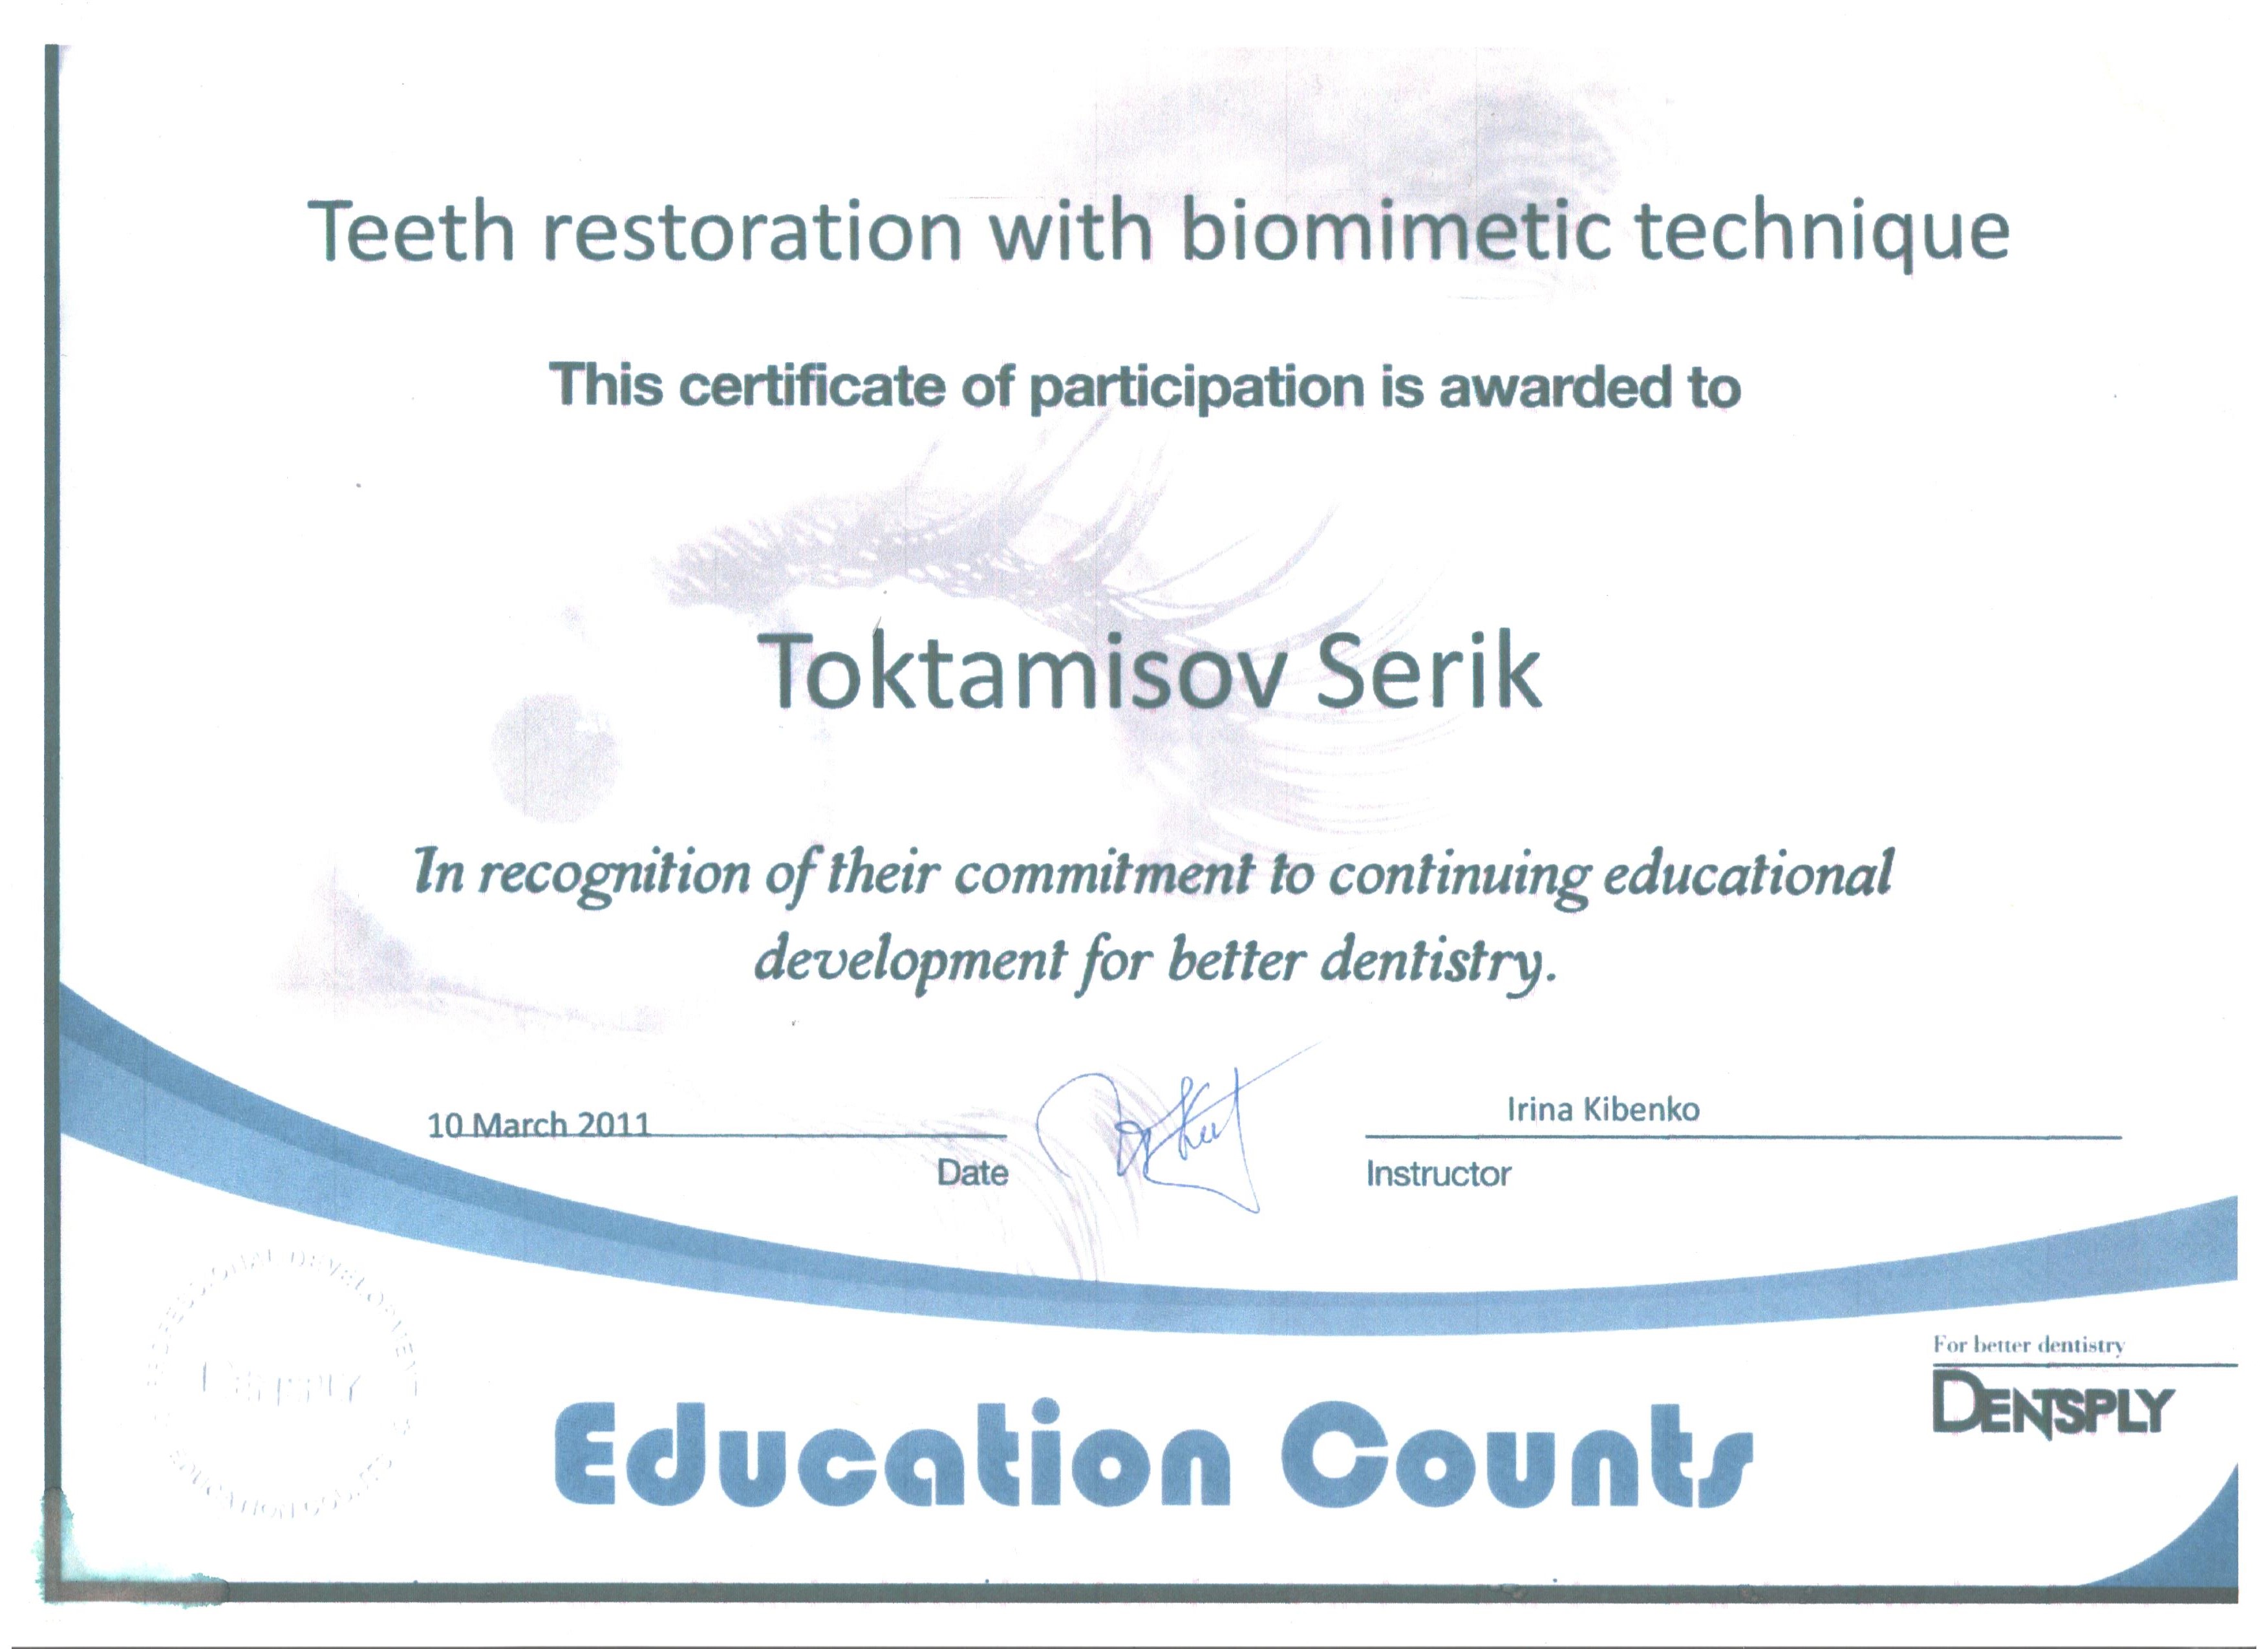 Teeth restoration with biomimetic technique
This certificate of participation is awarded to
Toktamisov Serik
In recognition of their commitment to continuing educational
development for better dentistry.
10 March 2011
Date
Irina Kibenko
Instructor
For better dentistry
DENTSPLY
Education Counts